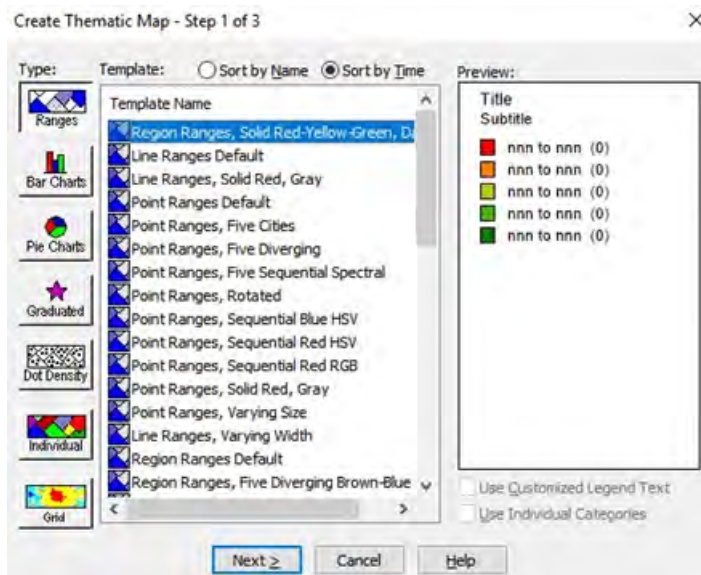 Create Thematic Map - Step 1 of 3
Type:
Ranges
Bar Charts
Pie Charts
Graduated
Dot Density
Individual
Grid
Template:
Sort by Name
Sort by Time
Template Name
Region Ranges, Solid Red-Yellow-Green, Da
Line Ranges Default
Line Ranges, Solid Red, Gray
Point Ranges Default
Point Ranges, Five Cities
Point Ranges, Five Diverging
Point Ranges, Five Sequential Spectral
Point Ranges, Rotated
Point Ranges, Sequential Blue HSV
Point Ranges, Sequential Red HSV
Point Ranges, Sequential Red RGB
Point Ranges, Solid Red, Gray
Point Ranges, Varying Size
Line Ranges, Varying Width
Region Ranges Default
Region Ranges, Five Diverging Brown-Blue
Preview:
Title
Subtitle
nnn to nnn (0)
nnn to nnn (0)
nnn to nnn (0)
nnn to nnn (0)
nnn to nnn (0)
Use Customized Legend Text
Use Individual Categories
Next >
Cancel
Help